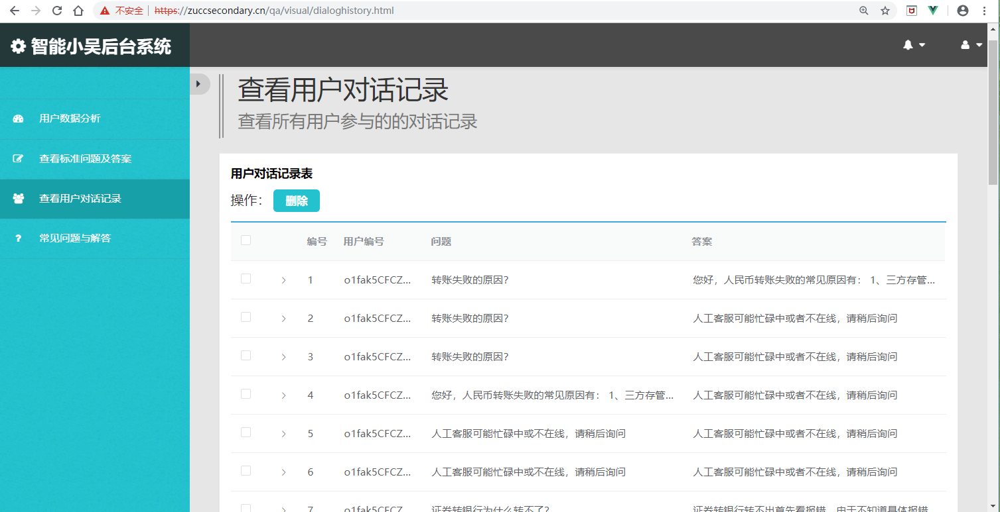 不安全 https://zuccsecondary.cn/qa/visual/dialoghistory.html
智能小吴后台系统
查看用户对话记录
查看所有用户参与的的对话记录
用户数据分析
查看标准问题及答案
查看用户对话记录
常见问题与解答
用户对话记录表
操作： 删除
编号 用户编号 问题 答案
1 o1fak5CFCZ... 转账失败的原因？ 您好，人民币转账失败的常见原因有： 1、三方存管...
2 o1fak5CFCZ... 转账失败的原因？ 人工客服可能忙碌中或者不在线，请稍后询问
3 o1fak5CFCZ... 转账失败的原因？ 人工客服可能忙碌中或者不在线，请稍后询问
4 o1fak5CFCZ... 您好，人民币转账失败的常见原因有： 1、三方存管... 人工客服可能忙碌中或者不在线，请稍后询问
5 o1fak5CFCZ... 人工客服可能忙碌中或不在线，请稍后询问 人工客服可能忙碌中或者不在线，请稍后询问
6 o1fak5CFCZ... 人工客服可能忙碌中或不在线，请稍后询问 人工客服可能忙碌中或者不在线，请稍后询问
7 o1fak5CFCZ... 证券转银行为什么转不了？ 证券转银行转不出首先看报错，由于不知道具体报错